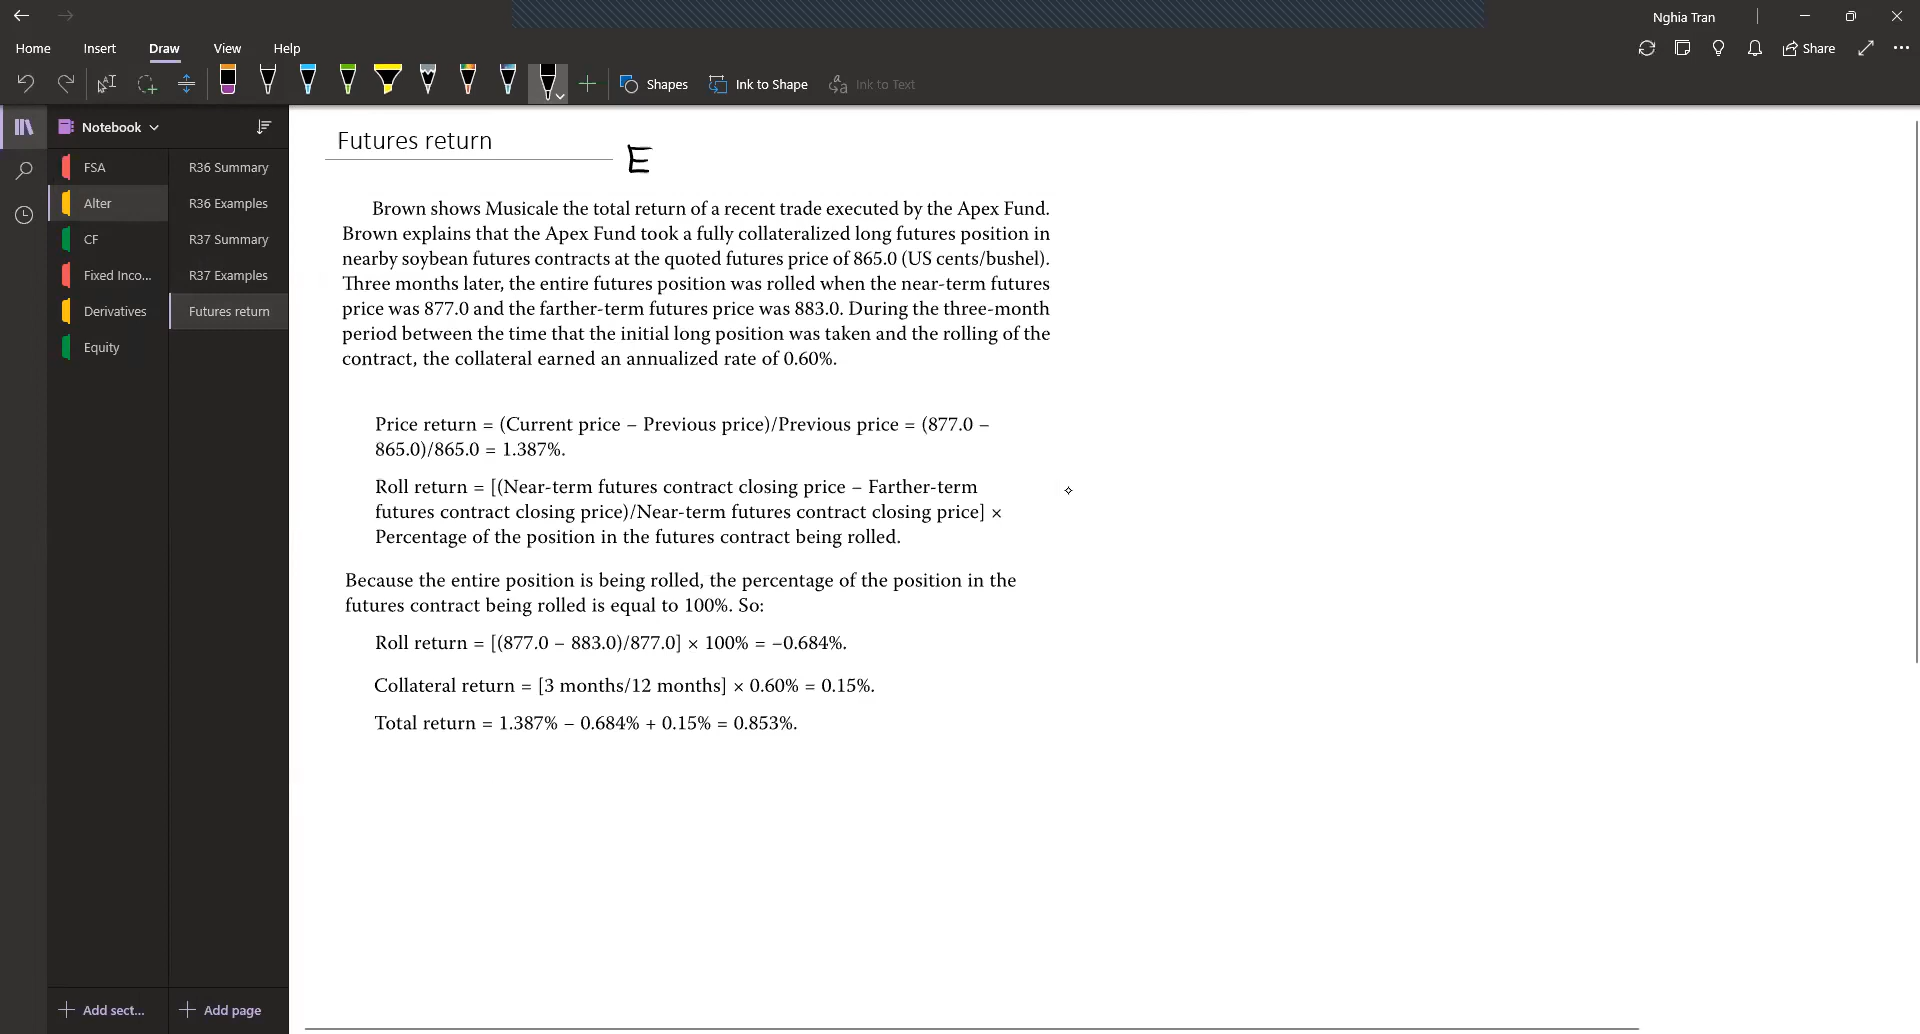 Nghia Tran
Home Insert Draw View Help
Share
Shapes Ink to Shape Ink to Text
Notebook
FSA
Alter
CF
Fixed Inco...
Derivatives
Equity
Add sect...
R36 Summary
R36 Examples
R37 Summary
R37 Examples
Futures return
Add page
Futures return
E
Brown shows Musicale the total return of a recent trade executed by the Apex Fund.
Brown explains that the Apex Fund took a fully collateralized long futures position in
nearby soybean futures contracts at the quoted futures price of 865.0 (US cents/bushel).
Three months later, the entire futures position was rolled when the near-term futures
price was 877.0 and the farther-term futures price was 883.0. During the three-month
period between the time that the initial long position was taken and the rolling of the
contract, the collateral earned an annualized rate of 0.60%.
Price return = (Current price – Previous price)/Previous price = (877.0 –
865.0)/865.0 = 1.387%.
Roll return = [(Near-term futures contract closing price – Farther-term
futures contract closing price)/Near-term futures contract closing price] ×
Percentage of the position in the futures contract being rolled.
Because the entire position is being rolled, the percentage of the position in the
futures contract being rolled is equal to 100%. So:
Roll return = [(877.0 – 883.0)/877.0] × 100% = –0.684%.
Collateral return = [3 months/12 months] × 0.60% = 0.15%.
Total return = 1.387% – 0.684% + 0.15% = 0.853%.